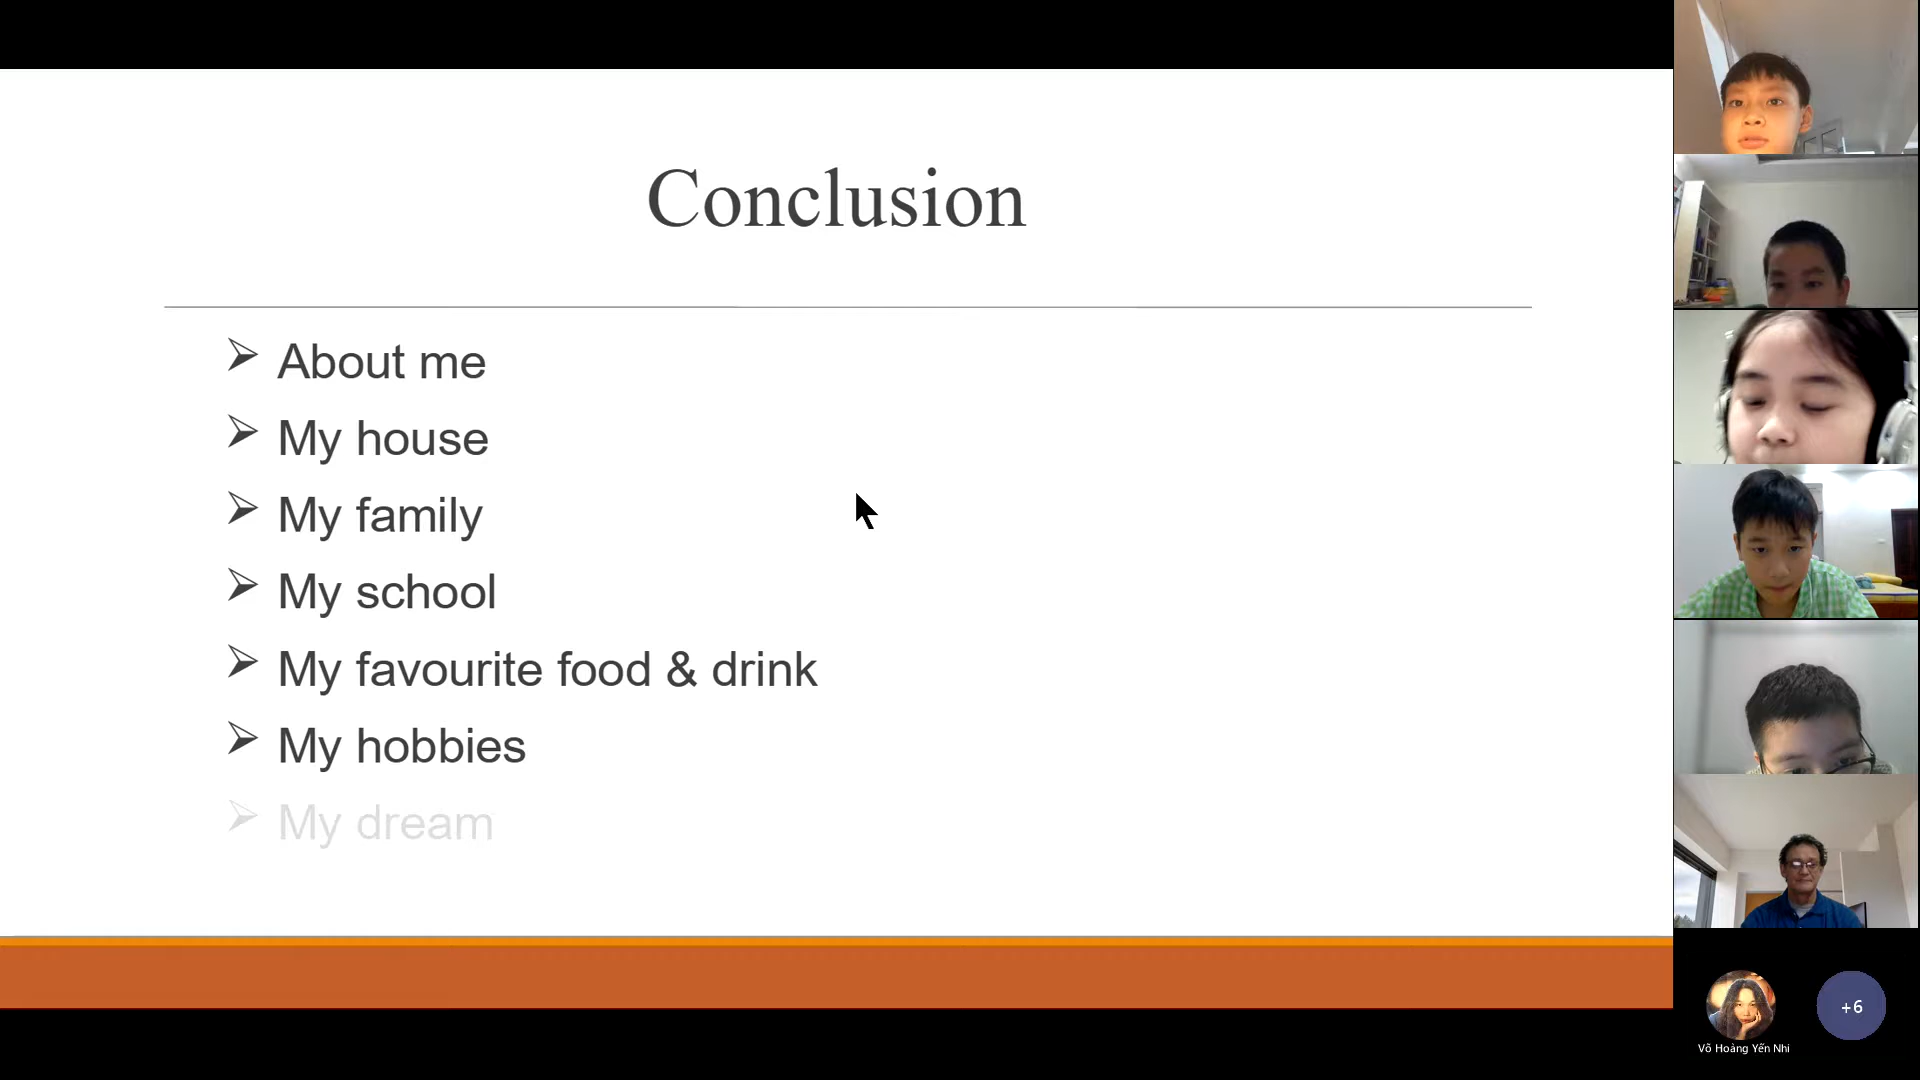 Conclusion
About me
My house
My family
My school
My favourite food & drink
My hobbies
My dream
+6
Võ Hoàng Yến Nhi